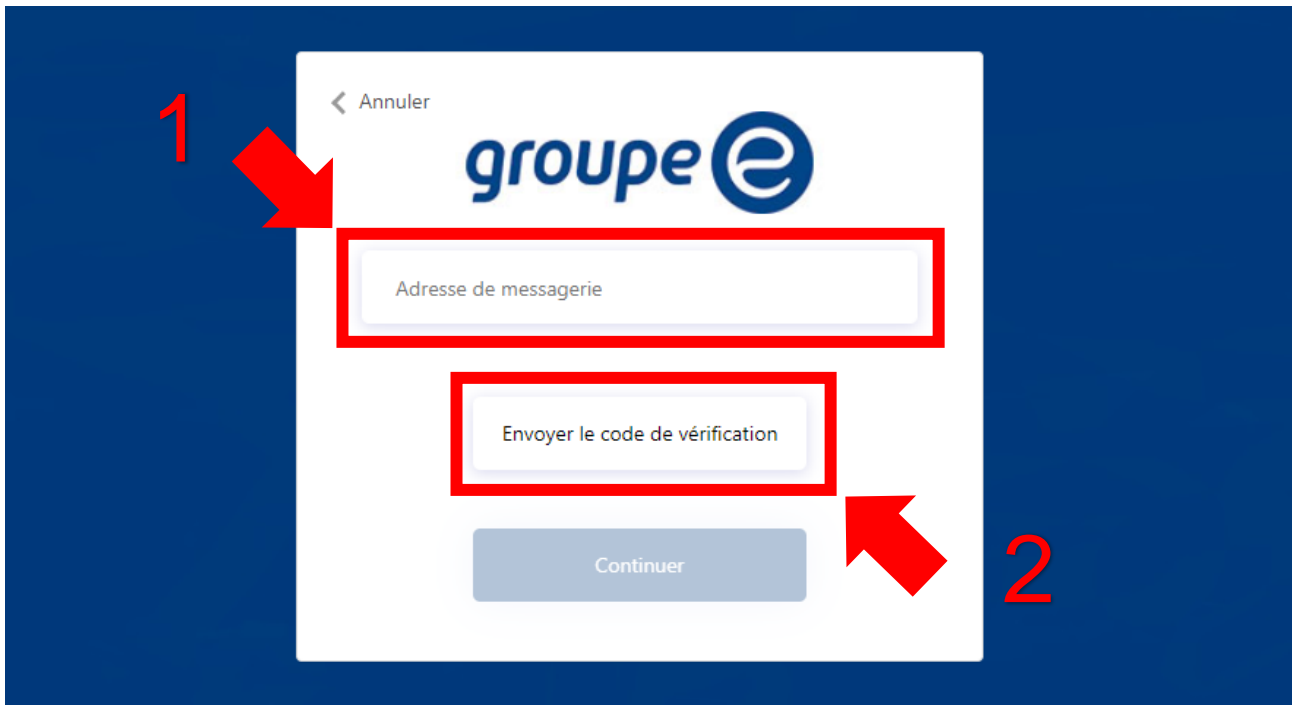 1
Annuler
groupe e
Adresse de messagerie
Envoyer le code de vérification
Continuer
2